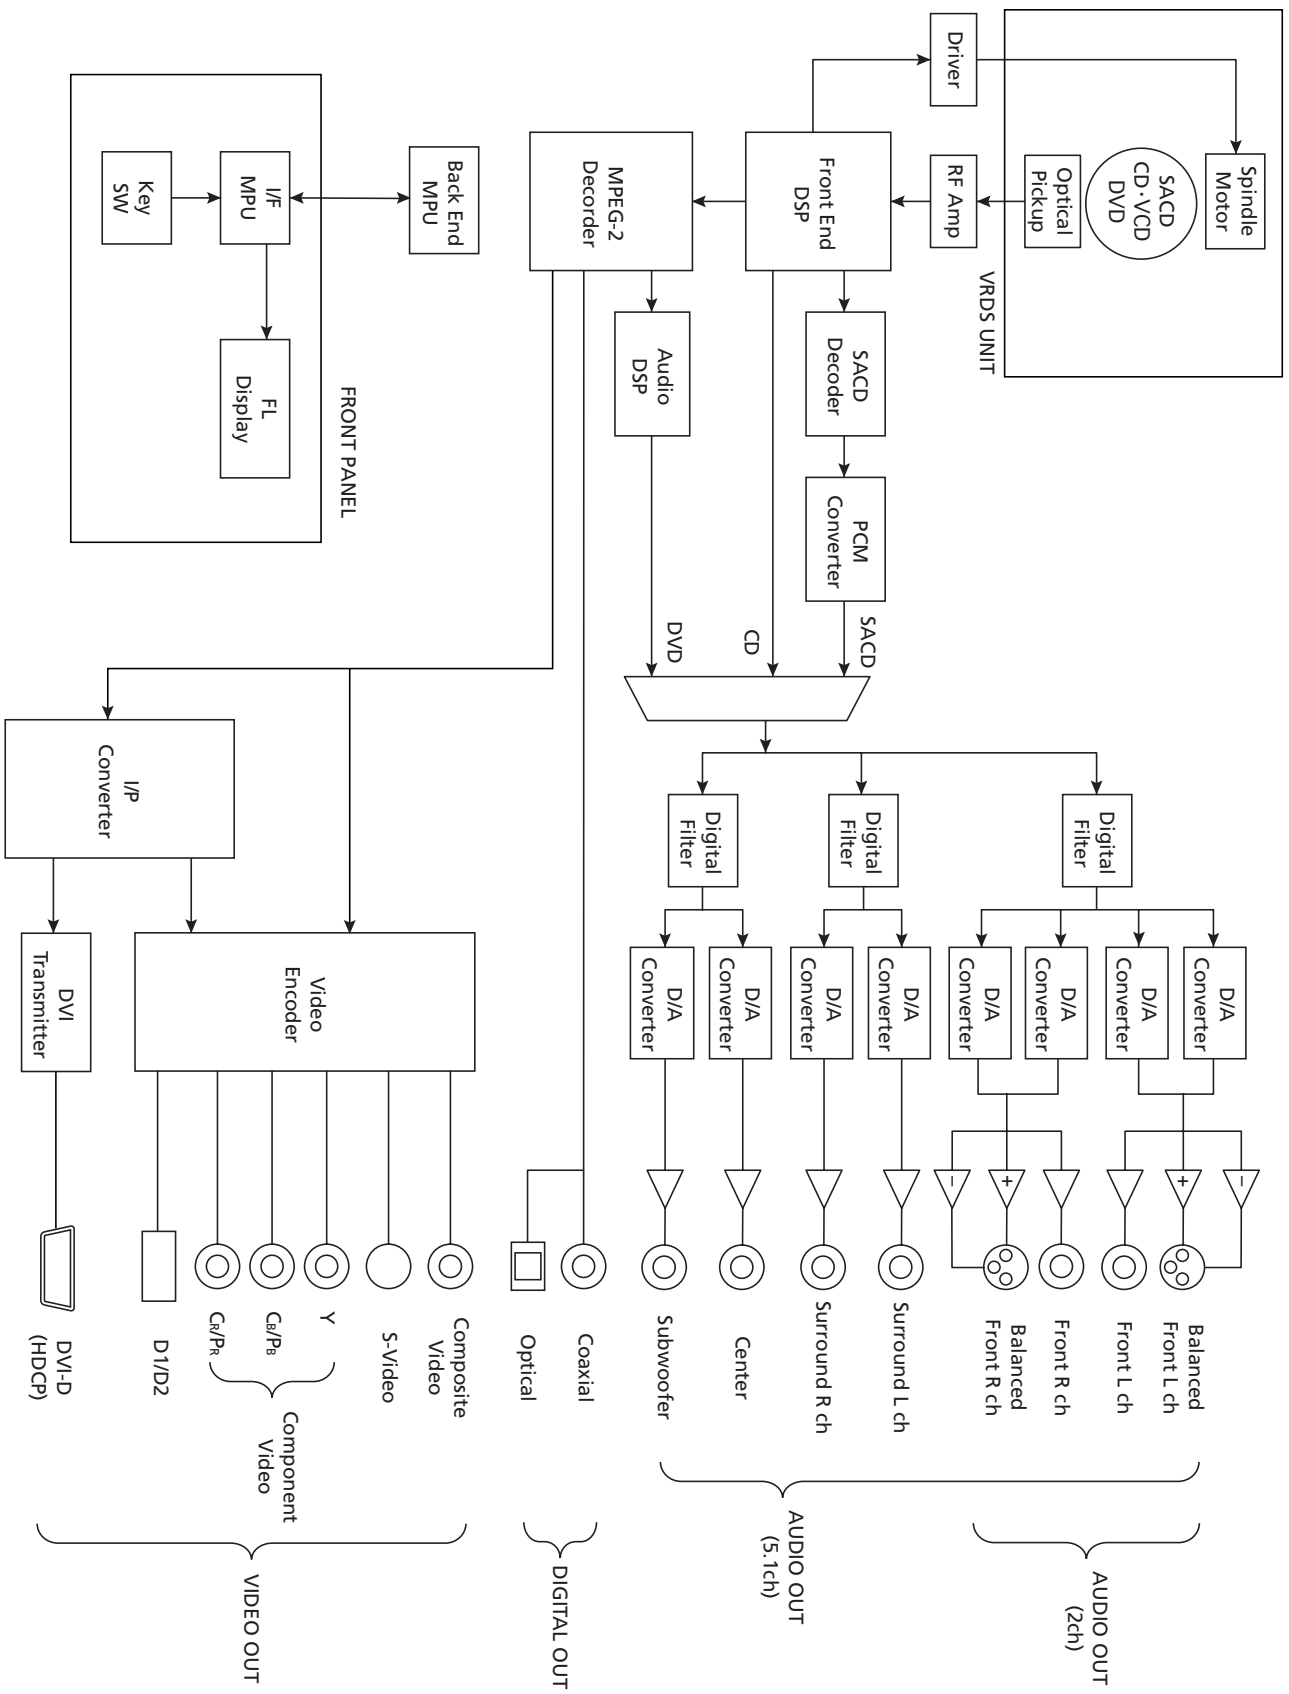 VRDS UNIT
Spindle
Motor
SACD
CD·VCD
DVD
Optical
Pickup
Driver
RF Amp
Front End
DSP
SACD
Decoder
PCM
Converter
SACD
CD
DVD
MPEG-2
Decorder
Audio
DSP
Digital
Filter
Digital
Filter
Digital
Filter
D/A
Converter
D/A
Converter
D/A
Converter
D/A
Converter
D/A
Converter
D/A
Converter
D/A
Converter
D/A
Converter
−
+
+
−
Balanced
Front L ch
Front L ch
Front R ch
Balanced
Front R ch
Surround L ch
Surround R ch
Center
Subwoofer
AUDIO OUT
(2ch)
AUDIO OUT
(5.1ch)
Coaxial
Optical
DIGITAL OUT
Back End
MPU
I/F
MPU
Key
SW
FL
Display
FRONT PANEL
I/P
Converter
Video
Encoder
DVI
Transmitter
Composite
Video
S-Video
Y
CB/PB
CR/PR
Component
Video
D1/D2
DVI-D
(HDCP)
VIDEO OUT